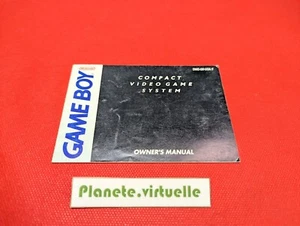 GAME BOY
COMPACT
VIDEO GAME
SYSTEM
OWNER'S MANUAL
Planete.virtuelle